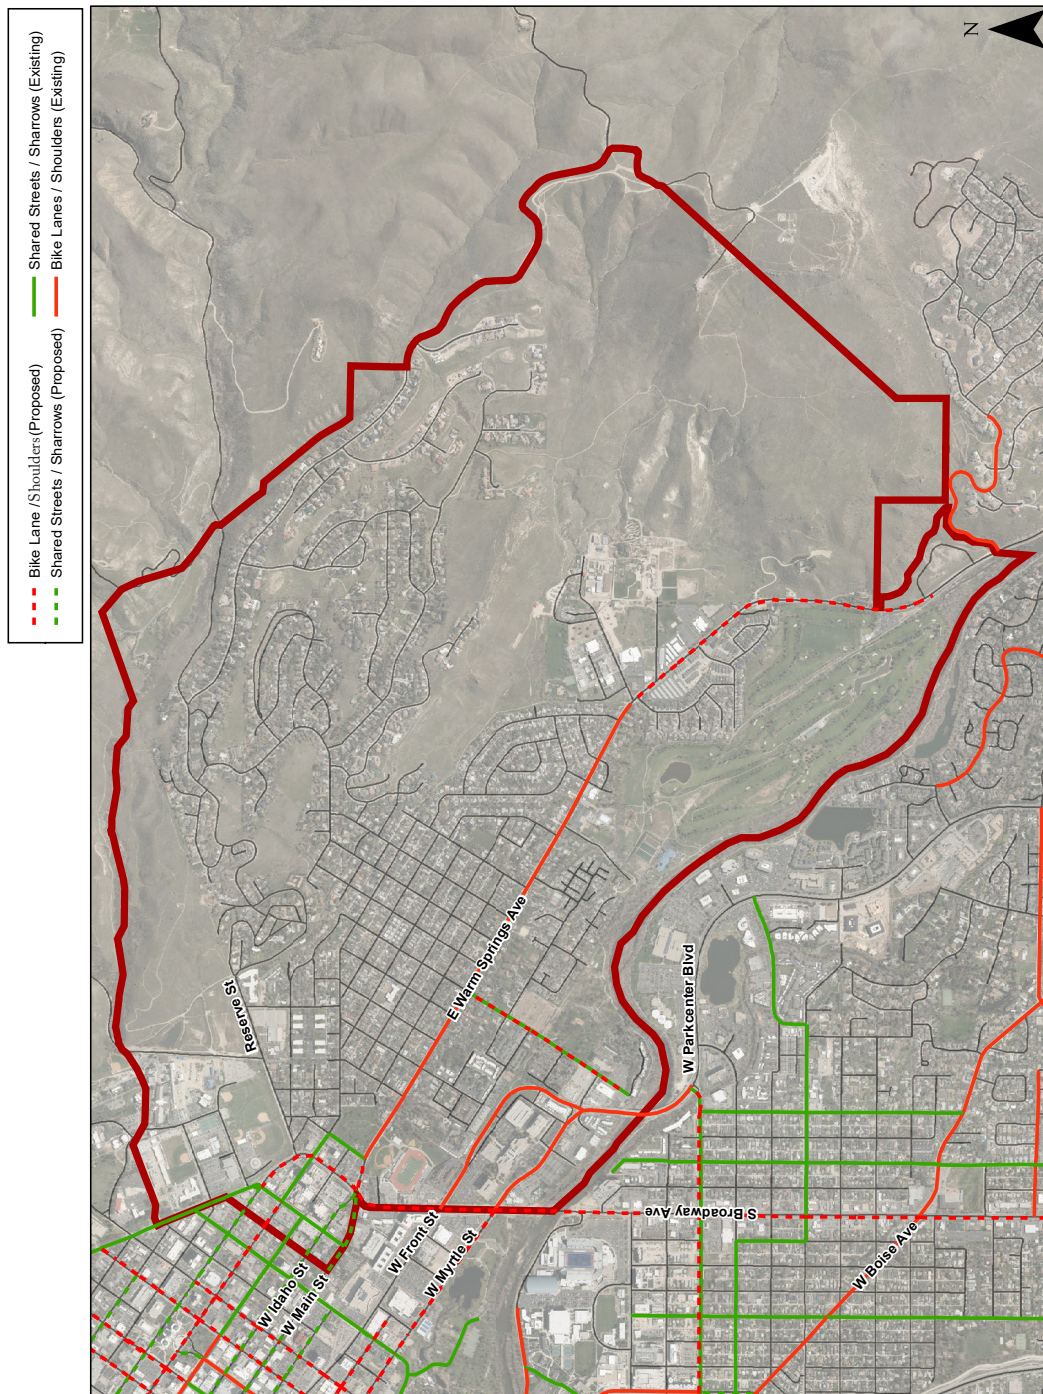 Bike Lane /Shoulders(Proposed)
Shared Streets / Sharrows (Proposed)
Shared Streets / Sharrows (Existing)
Bike Lanes / Shoulders (Existing)
N
Reserve St
E Warm Springs Ave
W Parkcenter Blvd
S Broadway Ave
W Front St
W Myrtle St
W Idaho St
W Main St
W Boise Ave